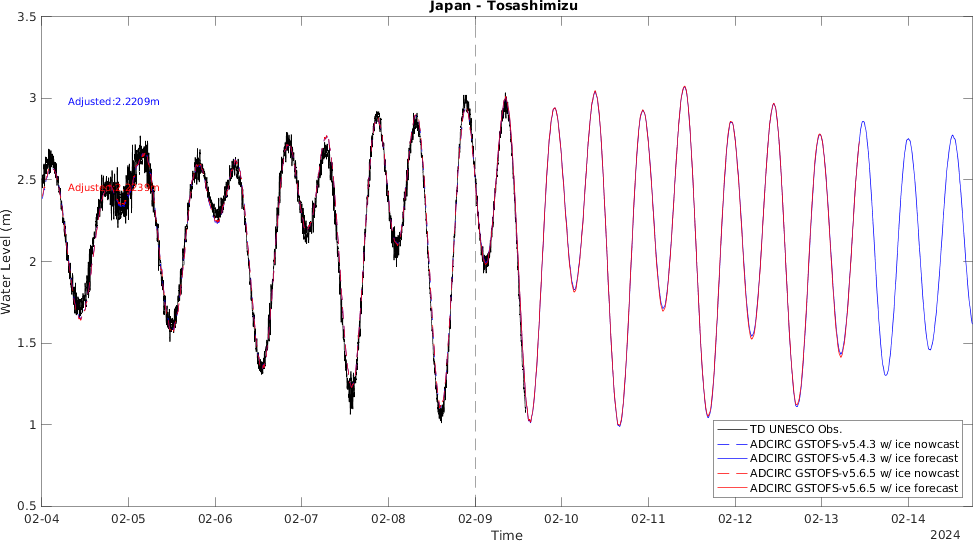 Japan - Tosashimizu
3.5
3
2.5
2
1.5
1
0.5
Water Level (m)
Adjusted:2.2209m
TD UNESCO Obs.
ADCIRC GSTOFS-v5.4.3 w/ ice nowcast
ADCIRC GSTOFS-v5.4.3 w/ ice forecast
ADCIRC GSTOFS-v5.6.5 w/ ice nowcast
ADCIRC GSTOFS-v5.6.5 w/ ice forecast
02-04 02-05 02-06 02-07 02-08 02-09 02-10 02-11 02-12 02-13 02-14
Time
2024